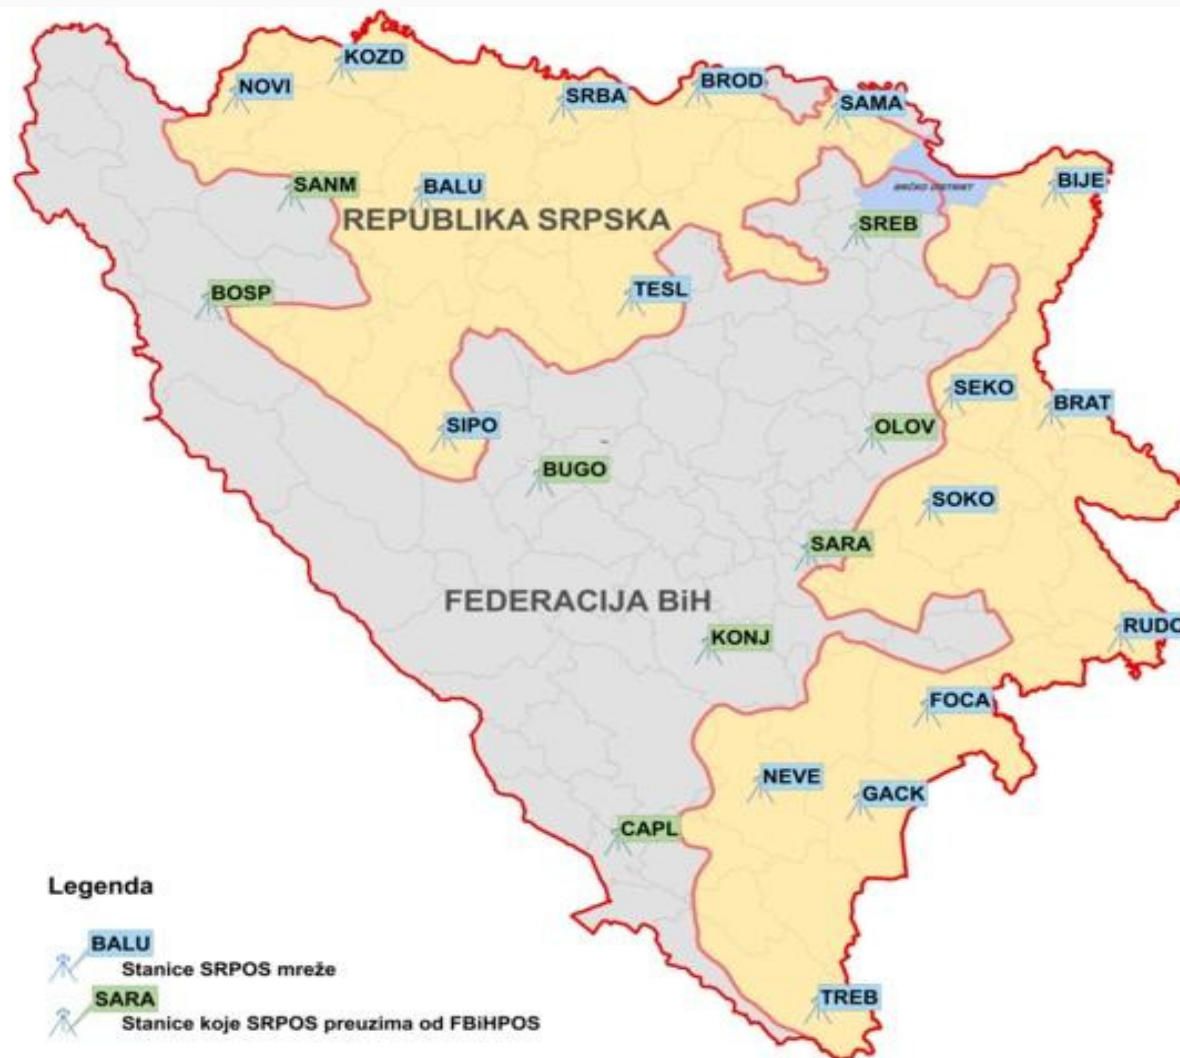 KOZD
NOVI
SRBA
BROD
SAMA
SANM
BALU
BRČKO DISTRIKT
BIJE
REPUBLIKA SRPSKA
SREB
BOSP
TESL
SEKO
BRAT
SIPO
OLOV
BUGO
SOKO
SARA
FEDERACIJA BiH
KONJ
RUDO
FOCA
NEVE
GACK
CAPL
TREB
Legenda
BALU
Stanice SRPOS mreže
SARA
Stanice koje SRPOS preuzima od FBiHPOS